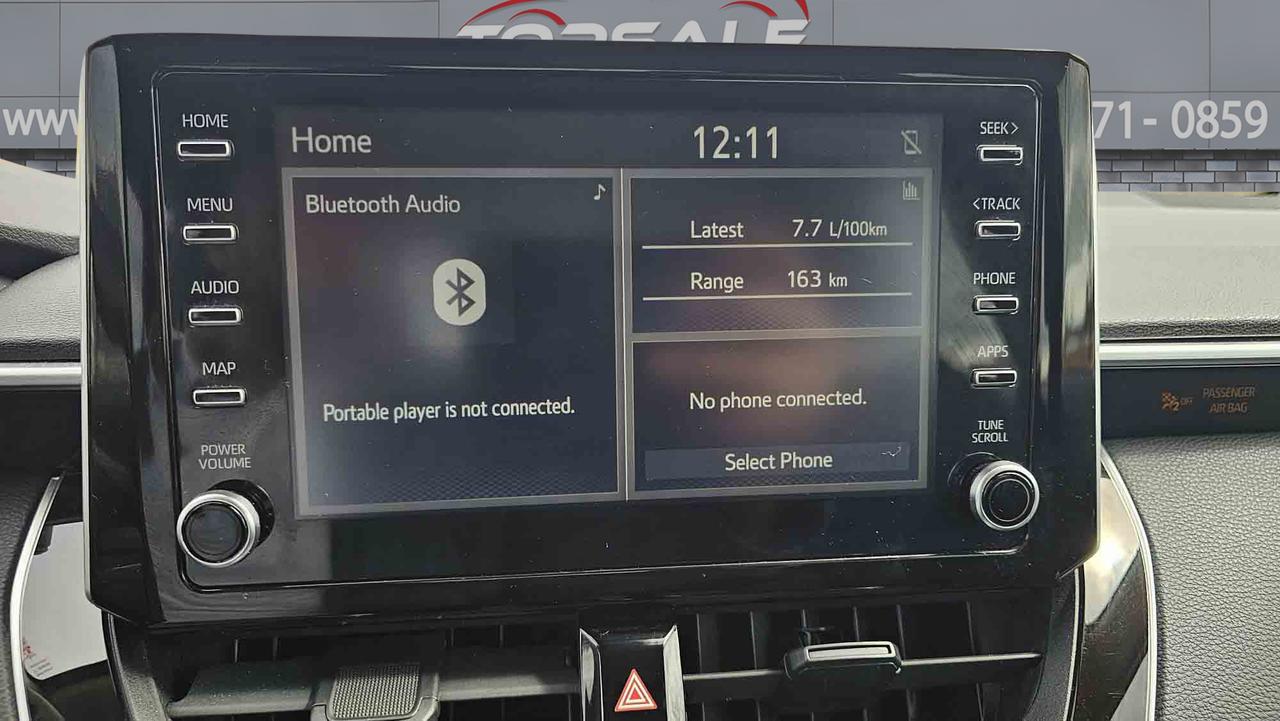 TOPSALE
71 - 0859
HOME
MENU
AUDIO
MAP
POWER
VOLUME
Home
12:11
Bluetooth Audio
Portable player is not connected.
Latest 7.7 L/100km
Range 163 km
No phone connected.
Select Phone
SEEK>
<TRACK
PHONE
APPS
TUNE
SCROLL
OFF
PASSENGER
AIR BAG